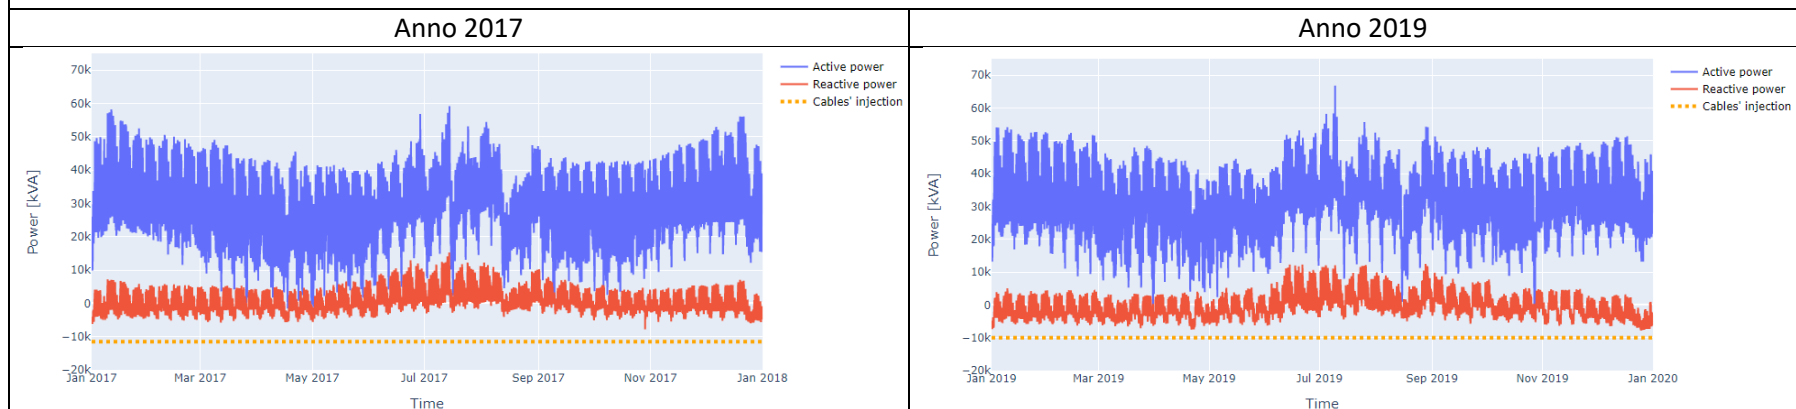 Anno 2017
Anno 2019
70k
60k
50k
40k
30k
20k
10k
0
−10k
−20k
Power [kVA]
Jan 2017
Mar 2017
May 2017
Jul 2017
Sep 2017
Nov 2017
Jan 2018
Time
Active power
Reactive power
Cables' injection
70k
60k
50k
40k
30k
20k
10k
0
−10k
−20k
Power [kVA]
Jan 2019
Mar 2019
May 2019
Jul 2019
Sep 2019
Nov 2019
Jan 2020
Time
Active power
Reactive power
Cables' injection